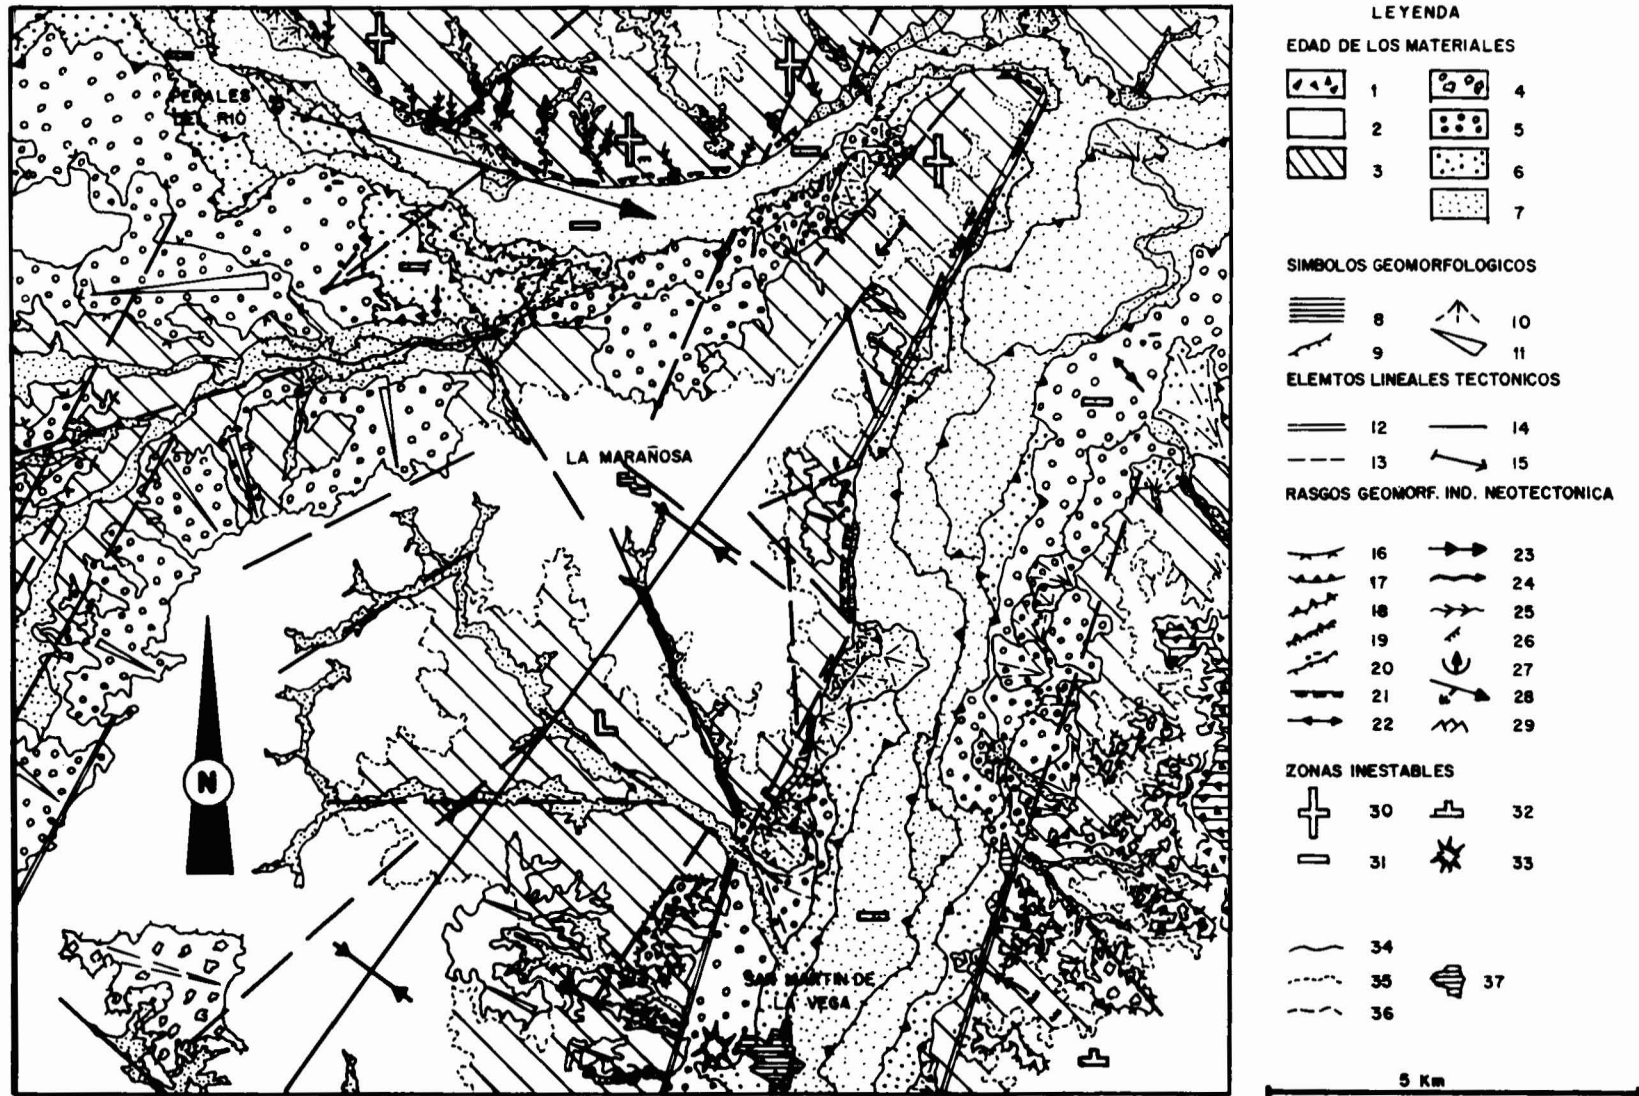 PERALES
DEL RIO
LA MARAÑOSA
L
N
SAN MARTIN DE
LA VEGA
LEYENDA
EDAD DE LOS MATERIALES
1 4
2 5
3 6
7
SIMBOLOS GEOMORFOLOGICOS
8 10
9 11
ELEMTOS LINEALES TECTONICOS
12 14
13 15
RASGOS GEOMORF. IND. NEOTECTONICA
16 23
17 24
18 25
19 26
20 27
21 28
22 29
ZONAS INESTABLES
30 32
31 33
34
35 37
36
5 Km